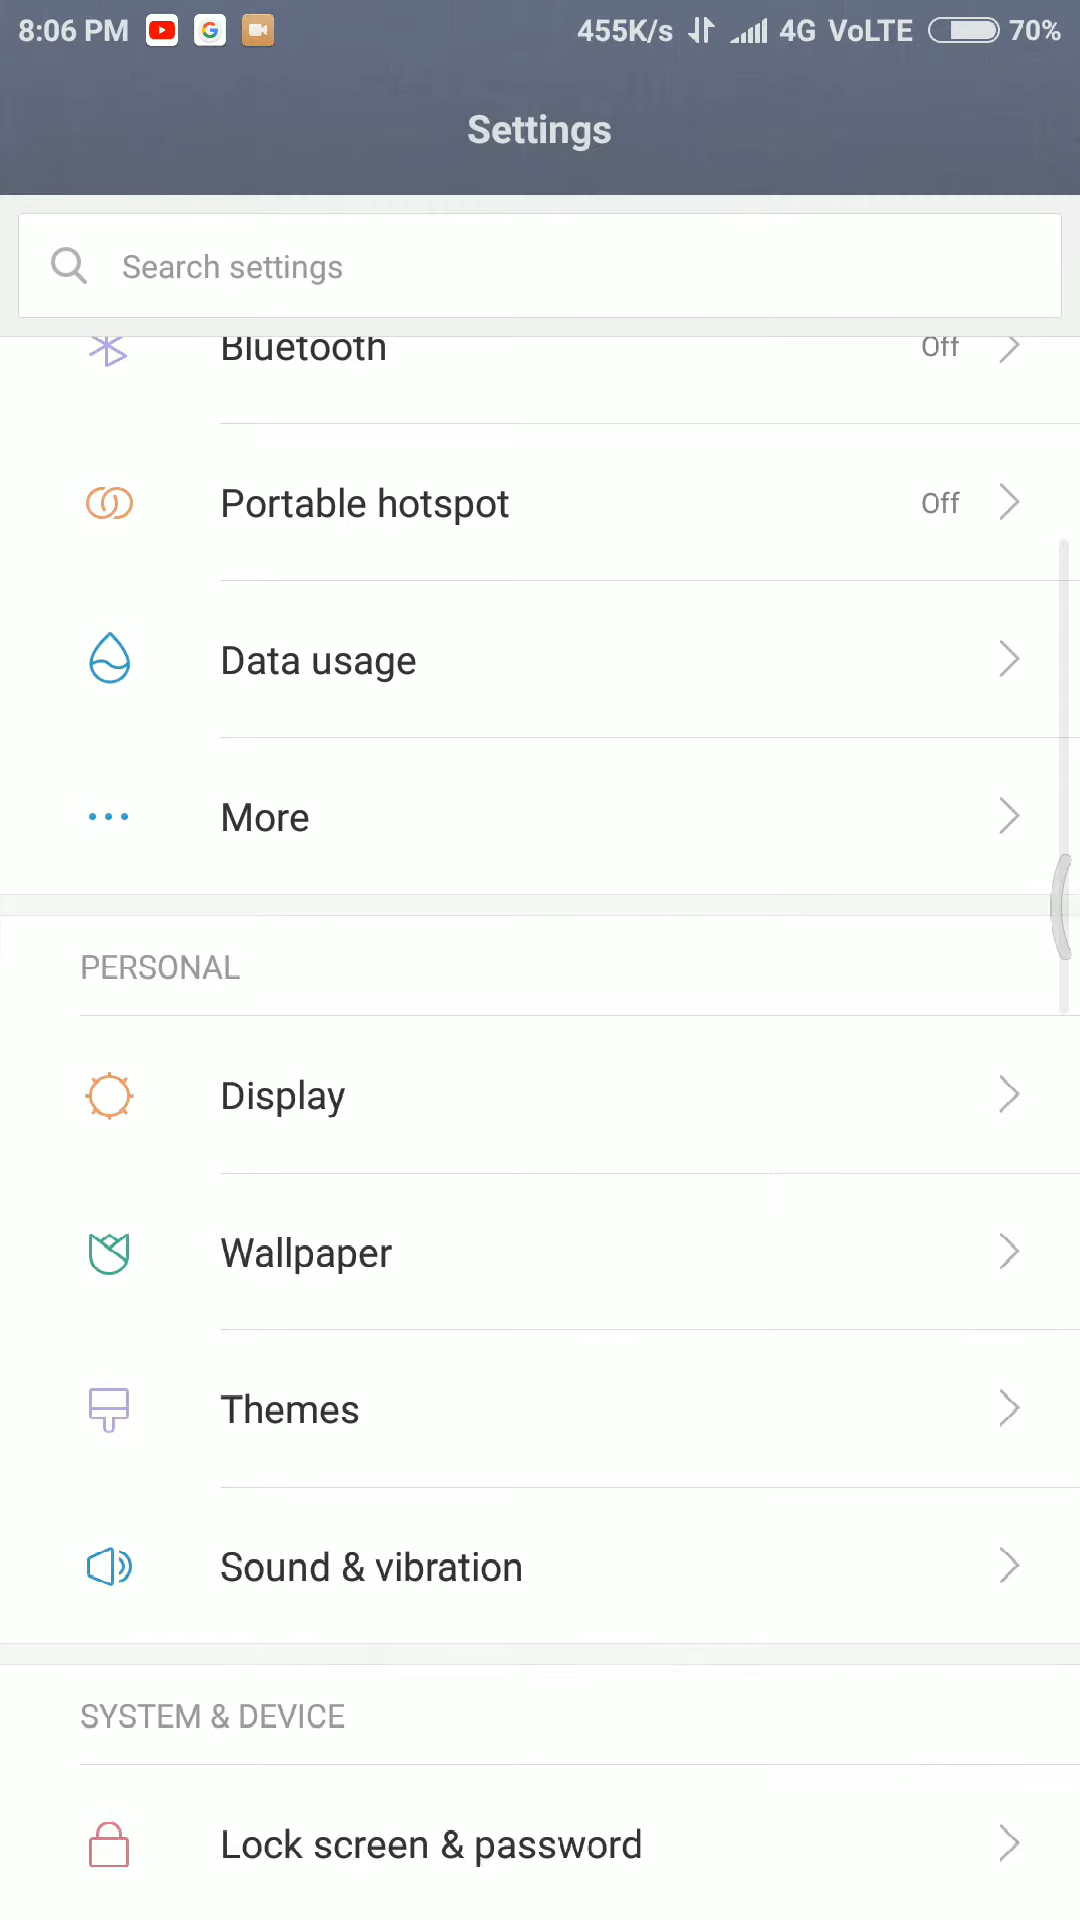 8:06 PM 455K/s 4G VoLTE 70%
Settings
Search settings
Bluetooth Off
Portable hotspot Off
Data usage
More
PERSONAL
Display
Wallpaper
Themes
Sound & vibration
SYSTEM & DEVICE
Lock screen & password